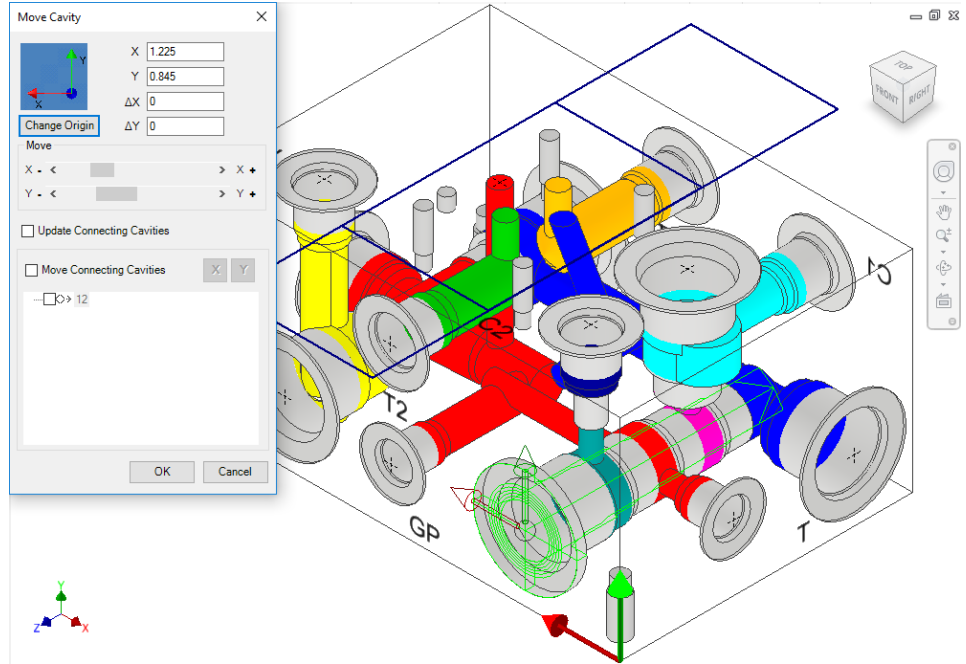 Move Cavity
X 1.225
Y 0.845
ΔX 0
ΔY 0
Y
X
Change Origin
Move
X - < > X +
Y - < > Y +
Update Connecting Cavities
Move Connecting Cavities X Y
12
OK Cancel
TOP
FRONT RIGHT
C1
C2
T2
GP
T
Y
Z X